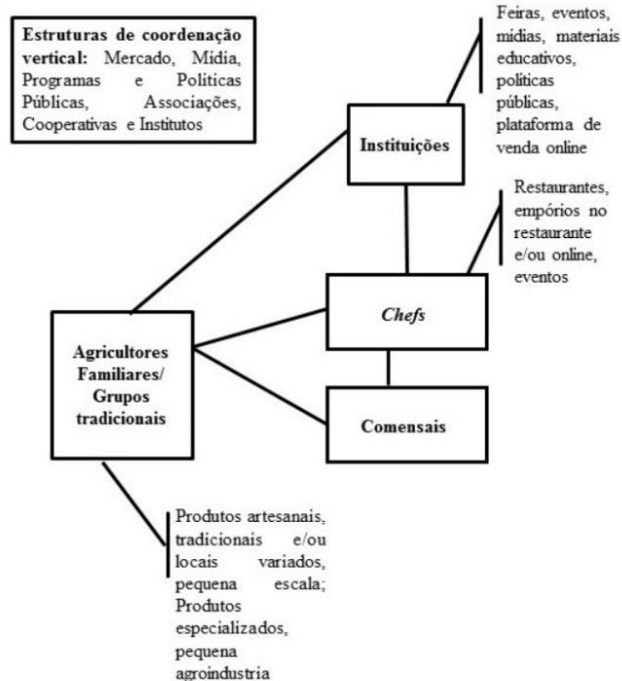 Estruturas de coordenação
vertical: Mercado, Mídia,
Programas e Políticas
Públicas, Associações,
Cooperativas e Institutos
Feiras, eventos,
mídias, materiais
educativos,
políticas
públicas,
plataforma de
venda online
Instituições
Restaurantes,
empórios no
restaurante
e/ou online,
eventos
Chefs
Agricultores
Familiares/
Grupos
tradicionais
Comensais
Produtos artesanais,
tradicionais e/ou
locais variados,
pequena escala;
Produtos
especializados,
pequena
agroindustria